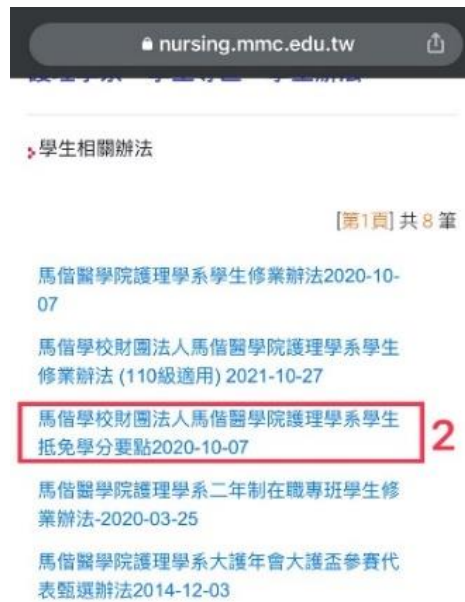 nursing.mmc.edu.tw
學生相關辦法
[第1頁] 共 8 筆
馬偕醫學院護理學系學生修業辦法2020-10-
07
馬偕學校財團法人馬偕醫學院護理學系學生
修業辦法 (110級適用) 2021-10-27
馬偕學校財團法人馬偕醫學院護理學系學生
抵免學分要點2020-10-07
2
馬偕醫學院護理學系二年制在職專班學生修
業辦法-2020-03-25
馬偕醫學院護理學系大護年會大護盃參賽代
表甄選辦法2014-12-03